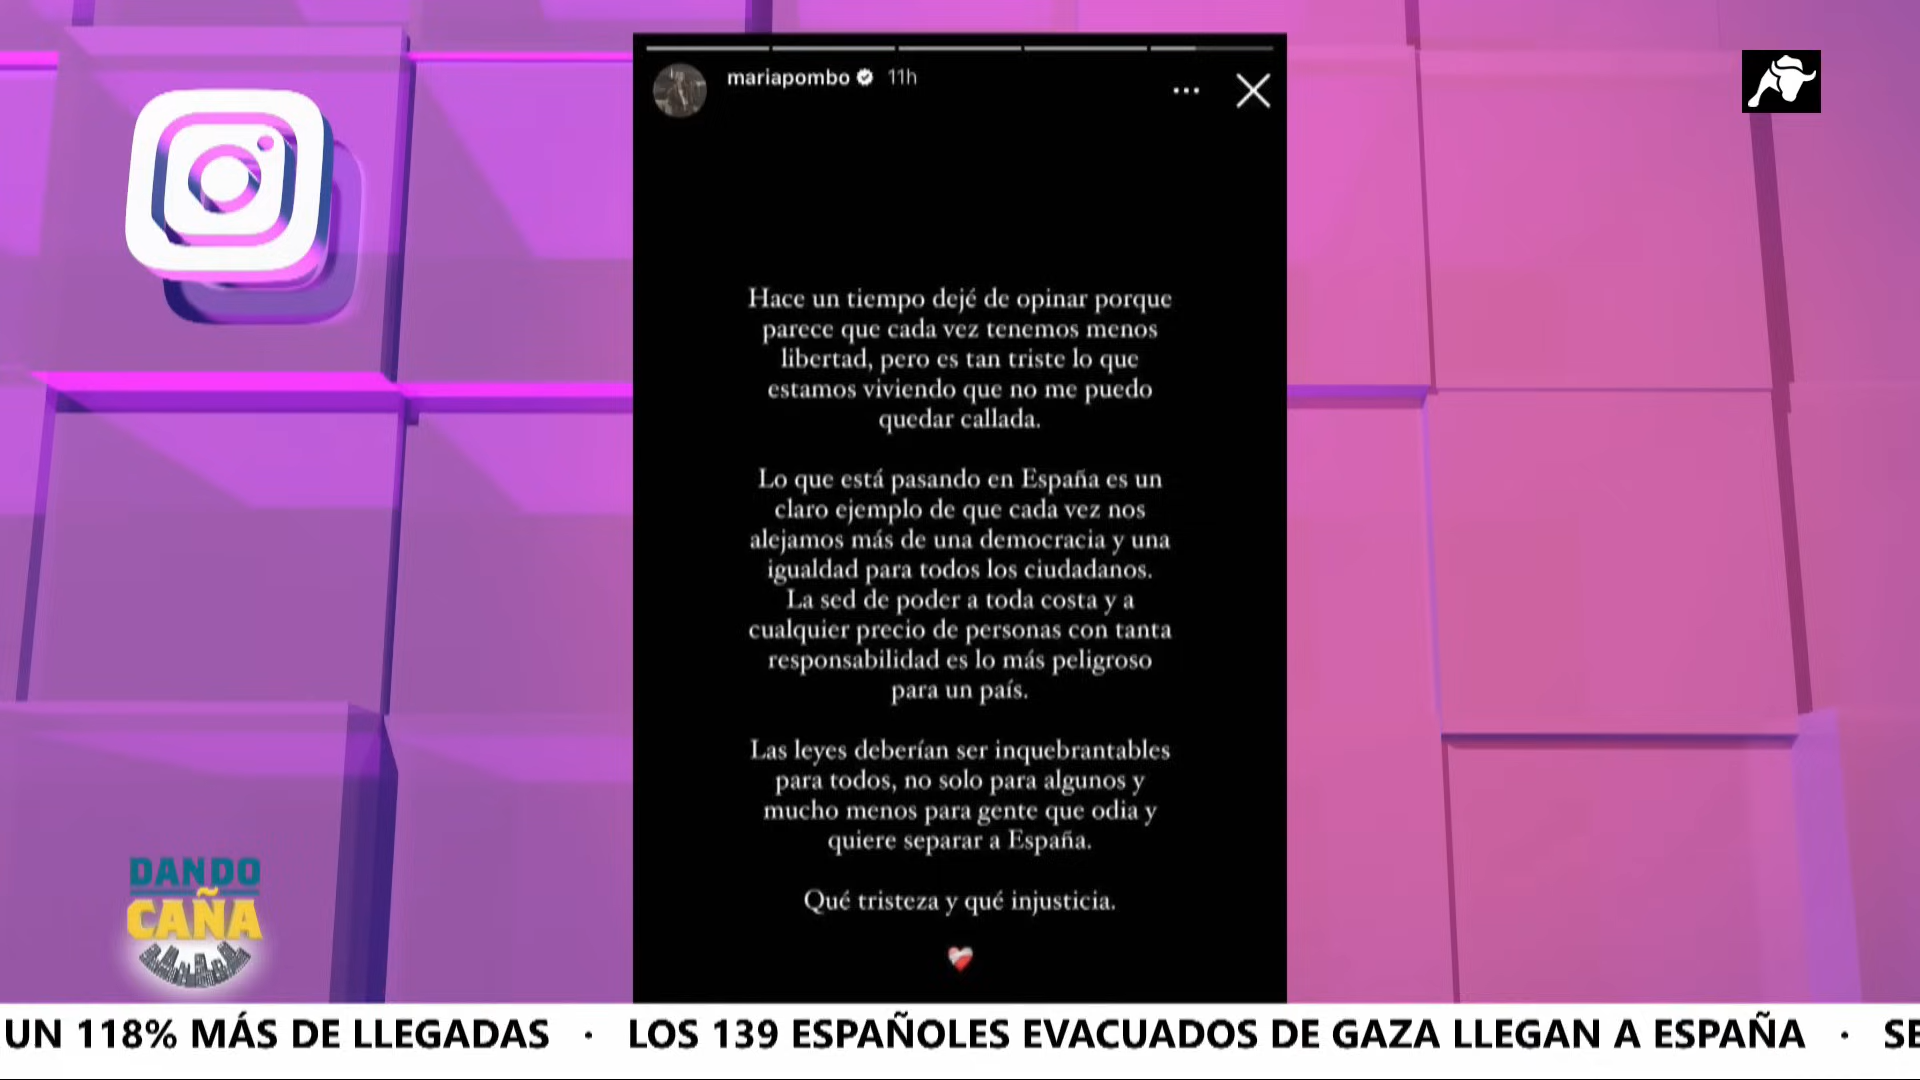 mariapombo 11h
Hace un tiempo dejé de opinar porque
parece que cada vez tenemos menos
libertad, pero es tan triste lo que
estamos viviendo que no me puedo
quedar callada.
Lo que está pasando en España es un
claro ejemplo de que cada vez nos
alejamos más de una democracia y una
igualdad para todos los ciudadanos.
La sed de poder a toda costa y a
cualquier precio de personas con tanta
responsabilidad es lo más peligroso
para un país.
Las leyes deberían ser inquebrantables
para todos, no solo para algunos y
mucho menos para gente que odia y
quiere separar a España.
Qué tristeza y qué injusticia.
DANDO
CAÑA
UN 118% MÁS DE LLEGADAS · LOS 139 ESPAÑOLES EVACUADOS DE GAZA LLEGAN A ESPAÑA · SE